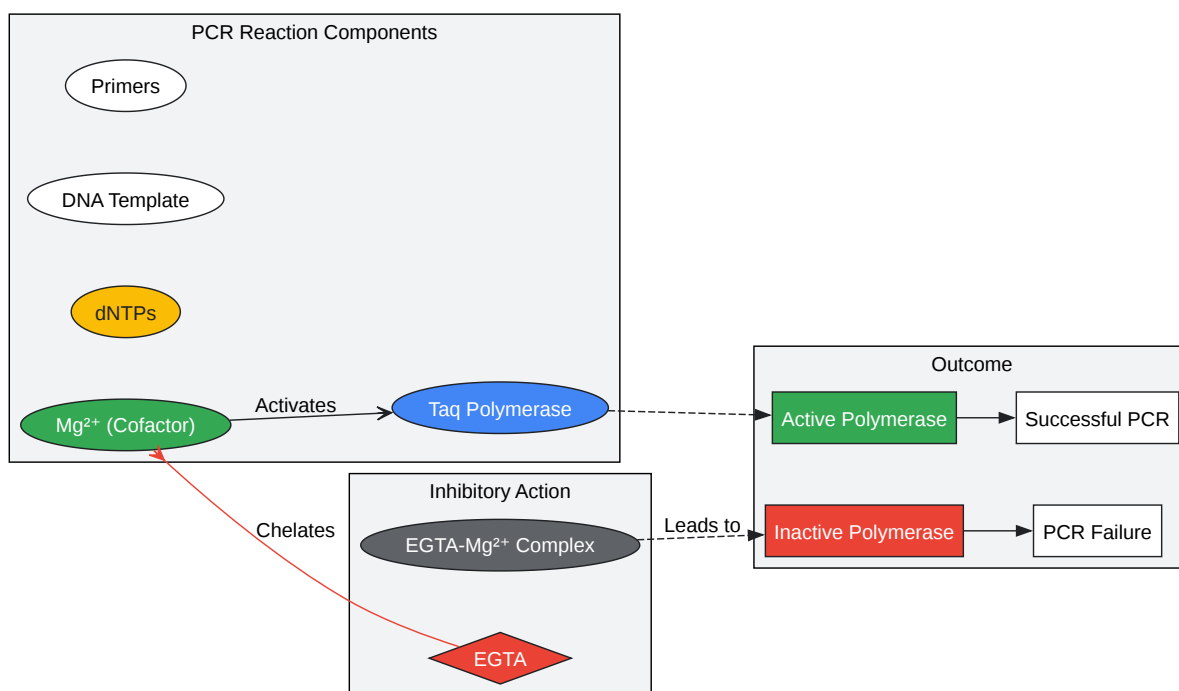 PCR Reaction Components
Primers
DNA Template
dNTPs
Mg²⁺ (Cofactor)
Activates
Taq Polymerase
Chelates
Inhibitory Action
EGTA-Mg²⁺ Complex
EGTA
Leads to
Outcome
Active Polymerase
Successful PCR
Inactive Polymerase
PCR Failure